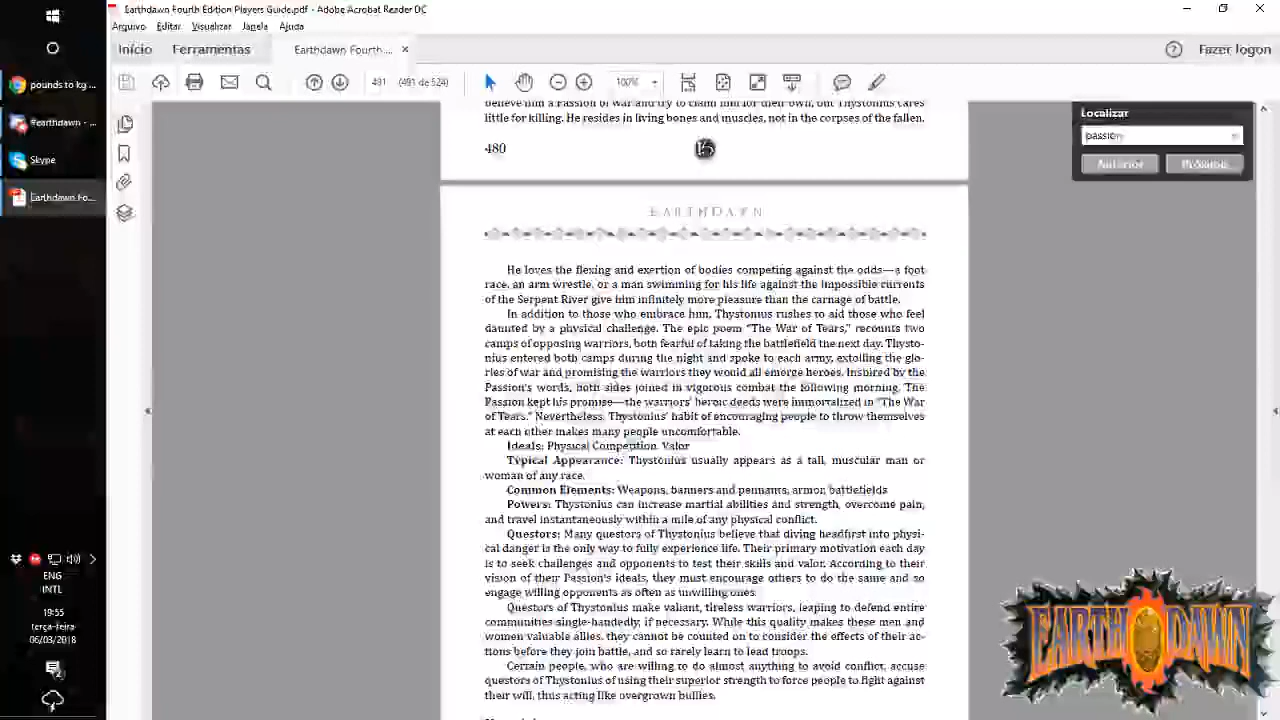 Earthdawn Fourth Edition Players Guide.pdf - Adobe Acrobat Reader DC
Arquivo Editar Visualizar Janela Ajuda
Início Ferramentas Earthdawn Fourth ... × Fazer logon
481 (491 de 524) 100%
pounds to kg ...
#earthdawn - ...
Skype
Earthdawn Fo...
Localizar
passion
Anterior Próximo
believe him a Passion of war and try to claim him for their own, but Thystonius cares
little for killing. He resides in living bones and muscles, not in the corpses of the fallen.
480
EARTHDAWN
He loves the flexing and exertion of bodies competing against the odds—a foot
race, an arm wrestle, or a man swimming for his life against the impossible currents
of the Serpent River give him infinitely more pleasure than the carnage of battle.
In addition to those who embrace him, Thystonius rushes to aid those who feel
daunted by a physical challenge. The epic poem “The War of Tears,” recounts two
camps of opposing warriors, both fearful of taking the battlefield the next day. Thysto-
nius entered both camps during the night and spoke to each army, extolling the glo-
ries of war and promising the warriors they would all emerge heroes. Inspired by the
Passion's words, both sides joined in vigorous combat the following morning. The
Passion kept his promise—the warriors' heroic deeds were immortalized in “The War
of Tears.” Nevertheless, Thystonius' habit of encouraging people to throw themselves
at each other makes many people uncomfortable.
Ideals: Physical Competition, Valor
Typical Appearance: Thystonius usually appears as a tall, muscular man or
woman of any race.
Common Elements: Weapons, banners and pennants, armor, battlefields
Powers: Thystonius can increase martial abilities and strength, overcome pain,
and travel instantaneously within a mile of any physical conflict.
Questors: Many questors of Thystonius believe that diving headfirst into physi-
cal danger is the only way to fully experience life. Their primary motivation each day
is to seek challenges and opponents to test their skills and valor. According to their
vision of their Passion's ideals, they must encourage others to do the same and so
engage willing opponents as often as unwilling ones.
Questors of Thystonius make valiant, tireless warriors, leaping to defend entire
communities single-handedly, if necessary. While this quality makes these men and
women valuable allies, they cannot be counted on to consider the effects of their ac-
tions before they join battle, and so rarely learn to lead troops.
Certain people, who are willing to do almost anything to avoid conflict, accuse
questors of Thystonius of using their superior strength to force people to fight against
their will, thus acting like overgrown bullies.
ENG
INTL
19:55
terça-feira
06/03/2018
EARTHDAWN